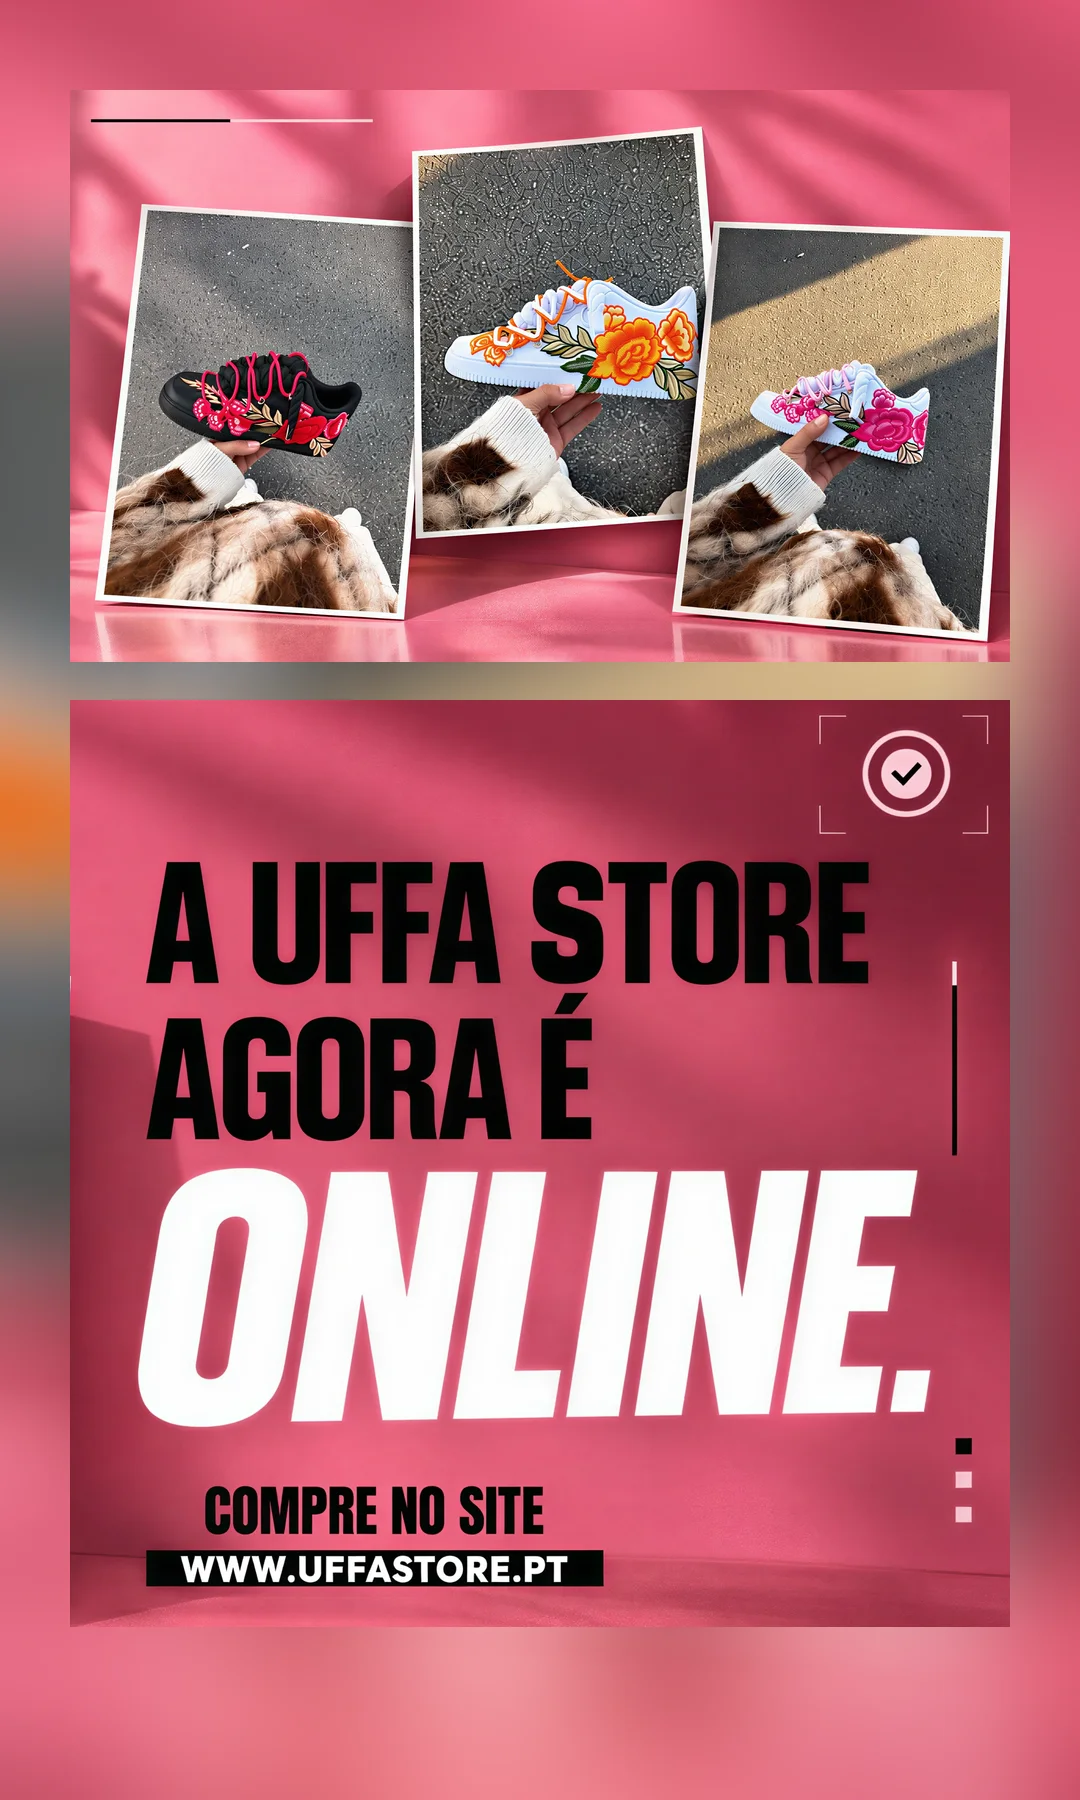 A UFFA STORE
AGORA É
ONLINE.
COMPRE NO SITE
WWW.UFFASTORE.PT